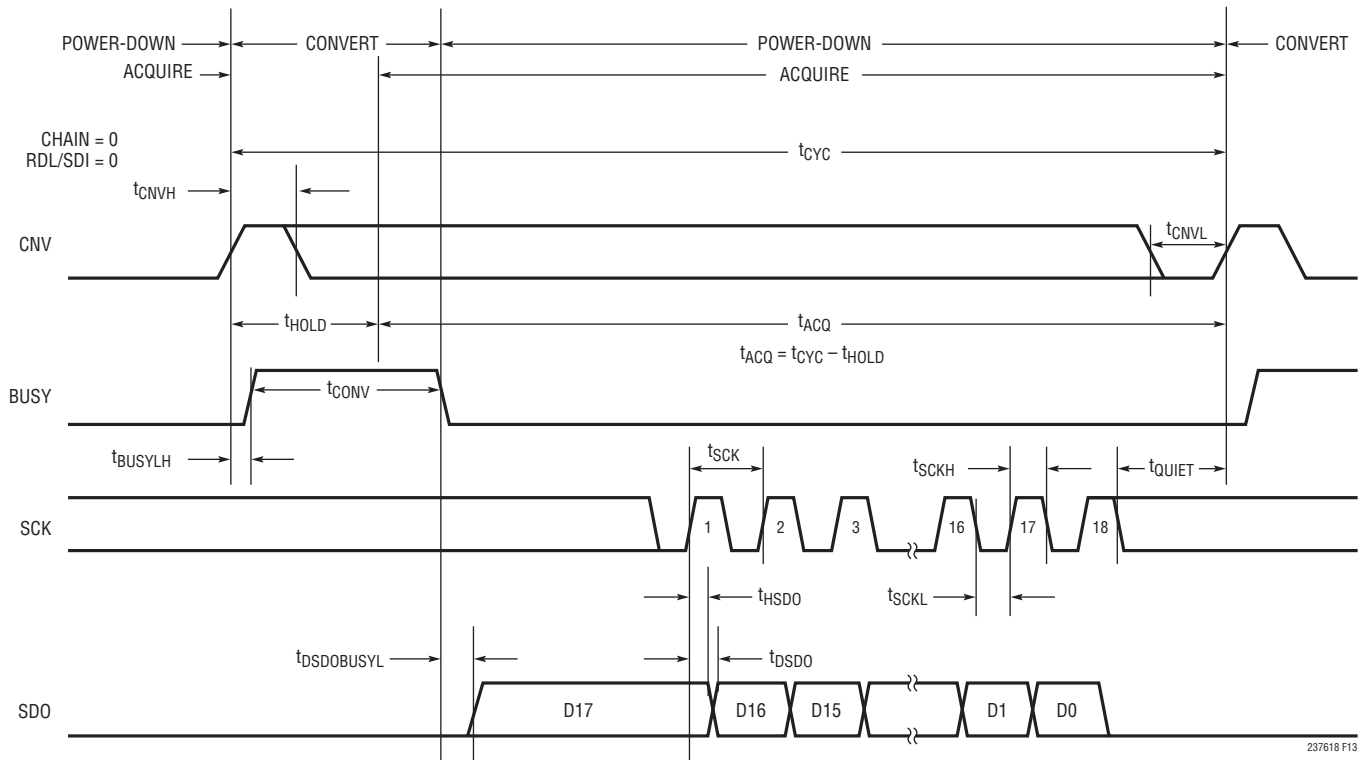 POWER-DOWN CONVERT POWER-DOWN CONVERT
ACQUIRE ACQUIRE
CHAIN = 0
RDL/SDI = 0
tCYC
tCNVH
CNV
tCNVL
tHOLD tACQ
tACQ = tCYC – tHOLD
BUSY
tCONV
tBUSYLH
tSCK tSCKH tQUIET
SCK
1 2 3 16 17 18
tHSDO tSCKL
tDSDOBUSYL tDSDO
SDO
D17 D16 D15 D1 D0
237618 F13